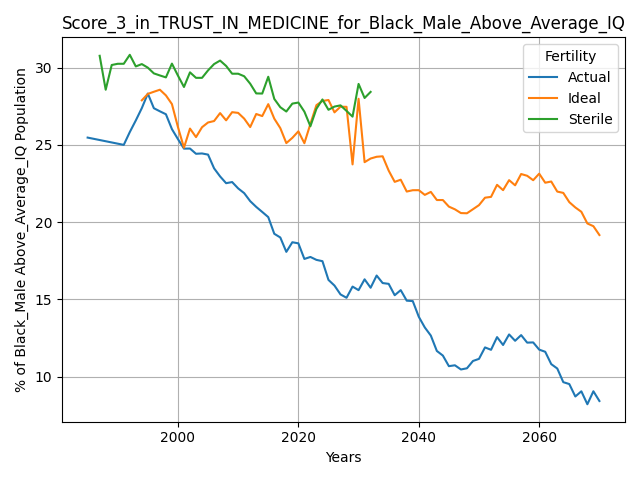 Score_3_in_TRUST_IN_MEDICINE_for_Black_Male_Above_Average_IQ
% of Black_Male Above_Average_IQ Population
30
25
20
15
10
Fertility
Actual
Ideal
Sterile
2000 2020 2040 2060
Years